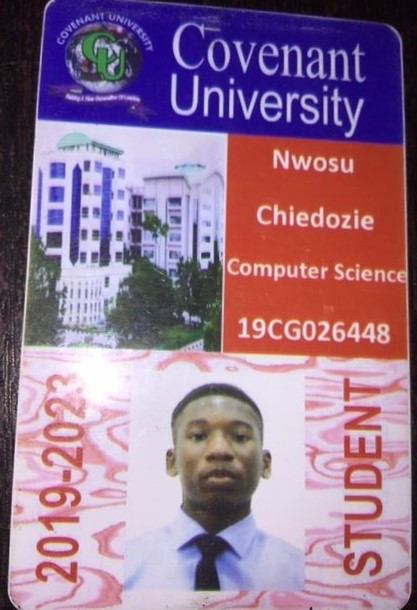 COVENANT UNIVERSITY
CU
Raising A New Generation Of Leaders
Covenant
University
Nwosu
Chiedozie
Computer Science
19CG026448
2019-2023
STUDENT